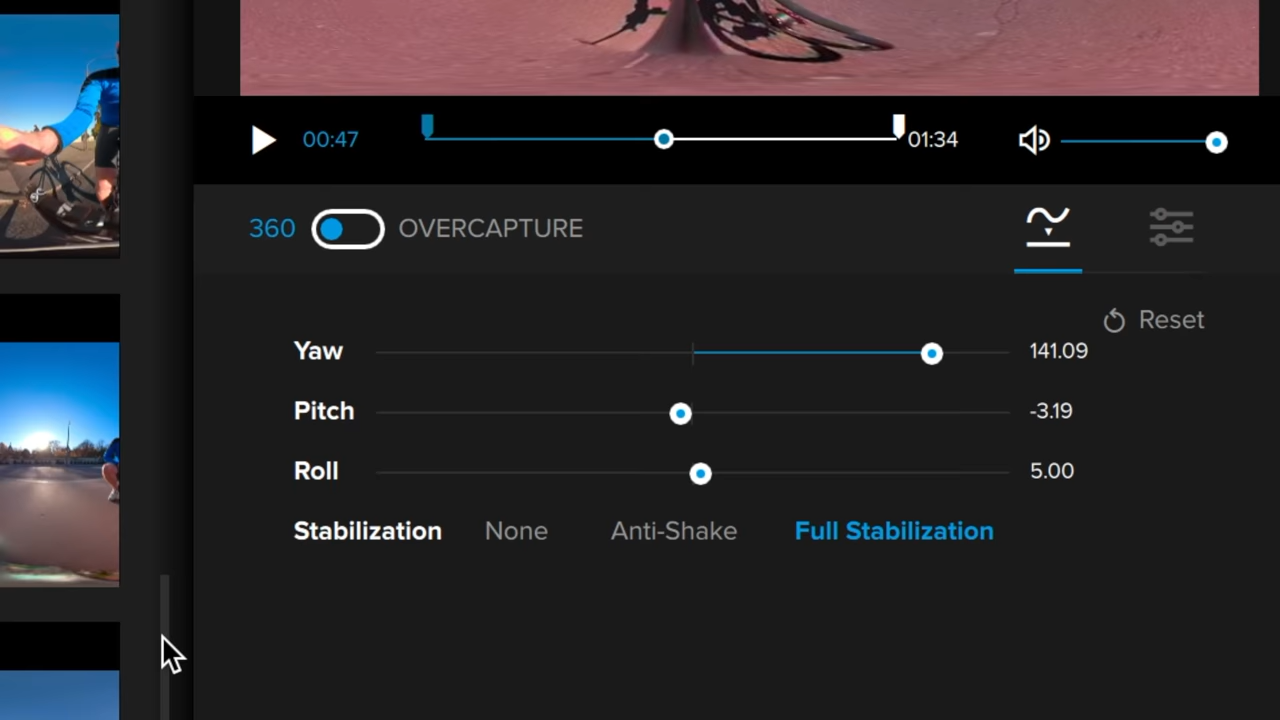 00:47
01:34
360 OVERCAPTURE
Reset
Yaw 141.09
Pitch -3.19
Roll 5.00
Stabilization None Anti-Shake Full Stabilization